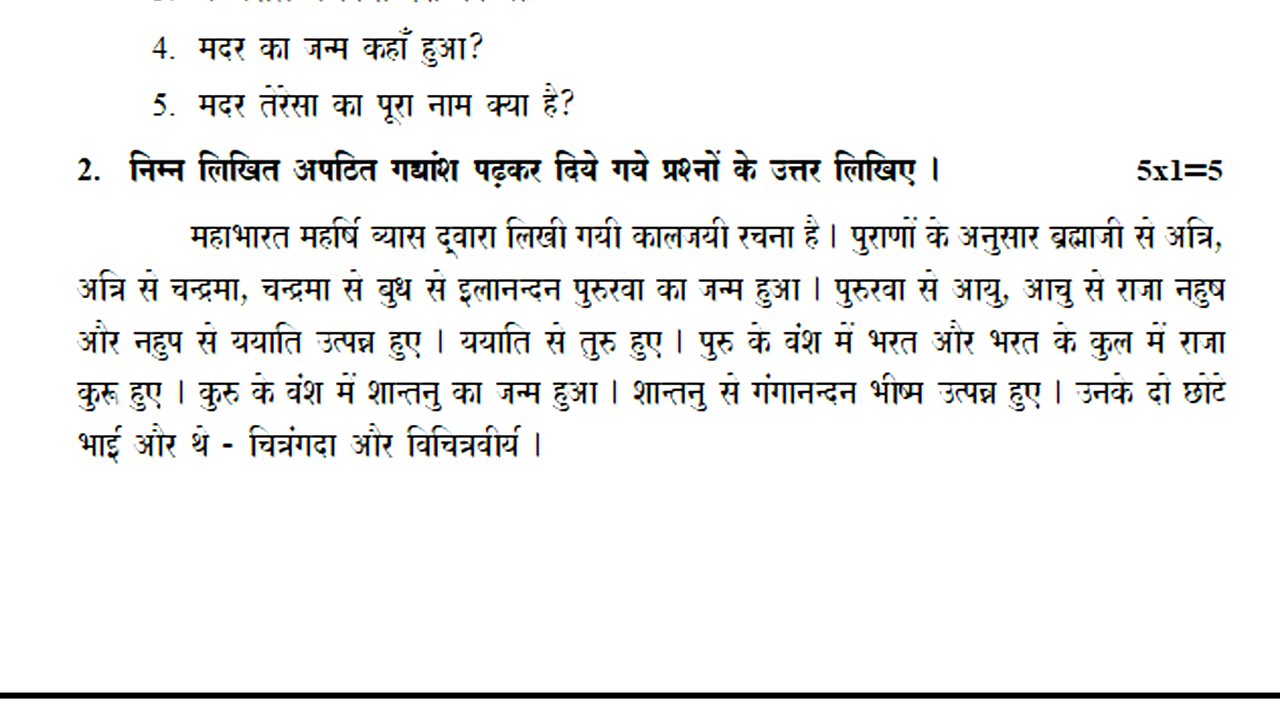 4. मदर का जन्म कहाँ हुआ?
5. मदर तेरेसा का पूरा नाम क्या है?
2. निम्न लिखित अपठित गद्यांश पढ़कर दिये गये प्रश्नों के उत्तर लिखिए । 5x1=5
महाभारत महर्षि व्यास द्वारा लिखी गयी कालजयी रचना है । पुराणों के अनुसार ब्रह्माजी से अत्रि,
अत्रि से चन्द्रमा, चन्द्रमा से बुध से इलानन्दन पुरुरवा का जन्म हुआ । पुरुरवा से आयु, आचु से राजा नहुष
और नहुप से ययाति उत्पन्न हुए । ययाति से तुरु हुए । पुरु के वंश में भरत और भरत के कुल में राजा
कुरू हुए । कुरु के वंश में शान्तनु का जन्म हुआ । शान्तनु से गंगानन्दन भीष्म उत्पन्न हुए । उनके दो छोटे
भाई और थे - चित्रंगदा और विचित्रवीर्य ।